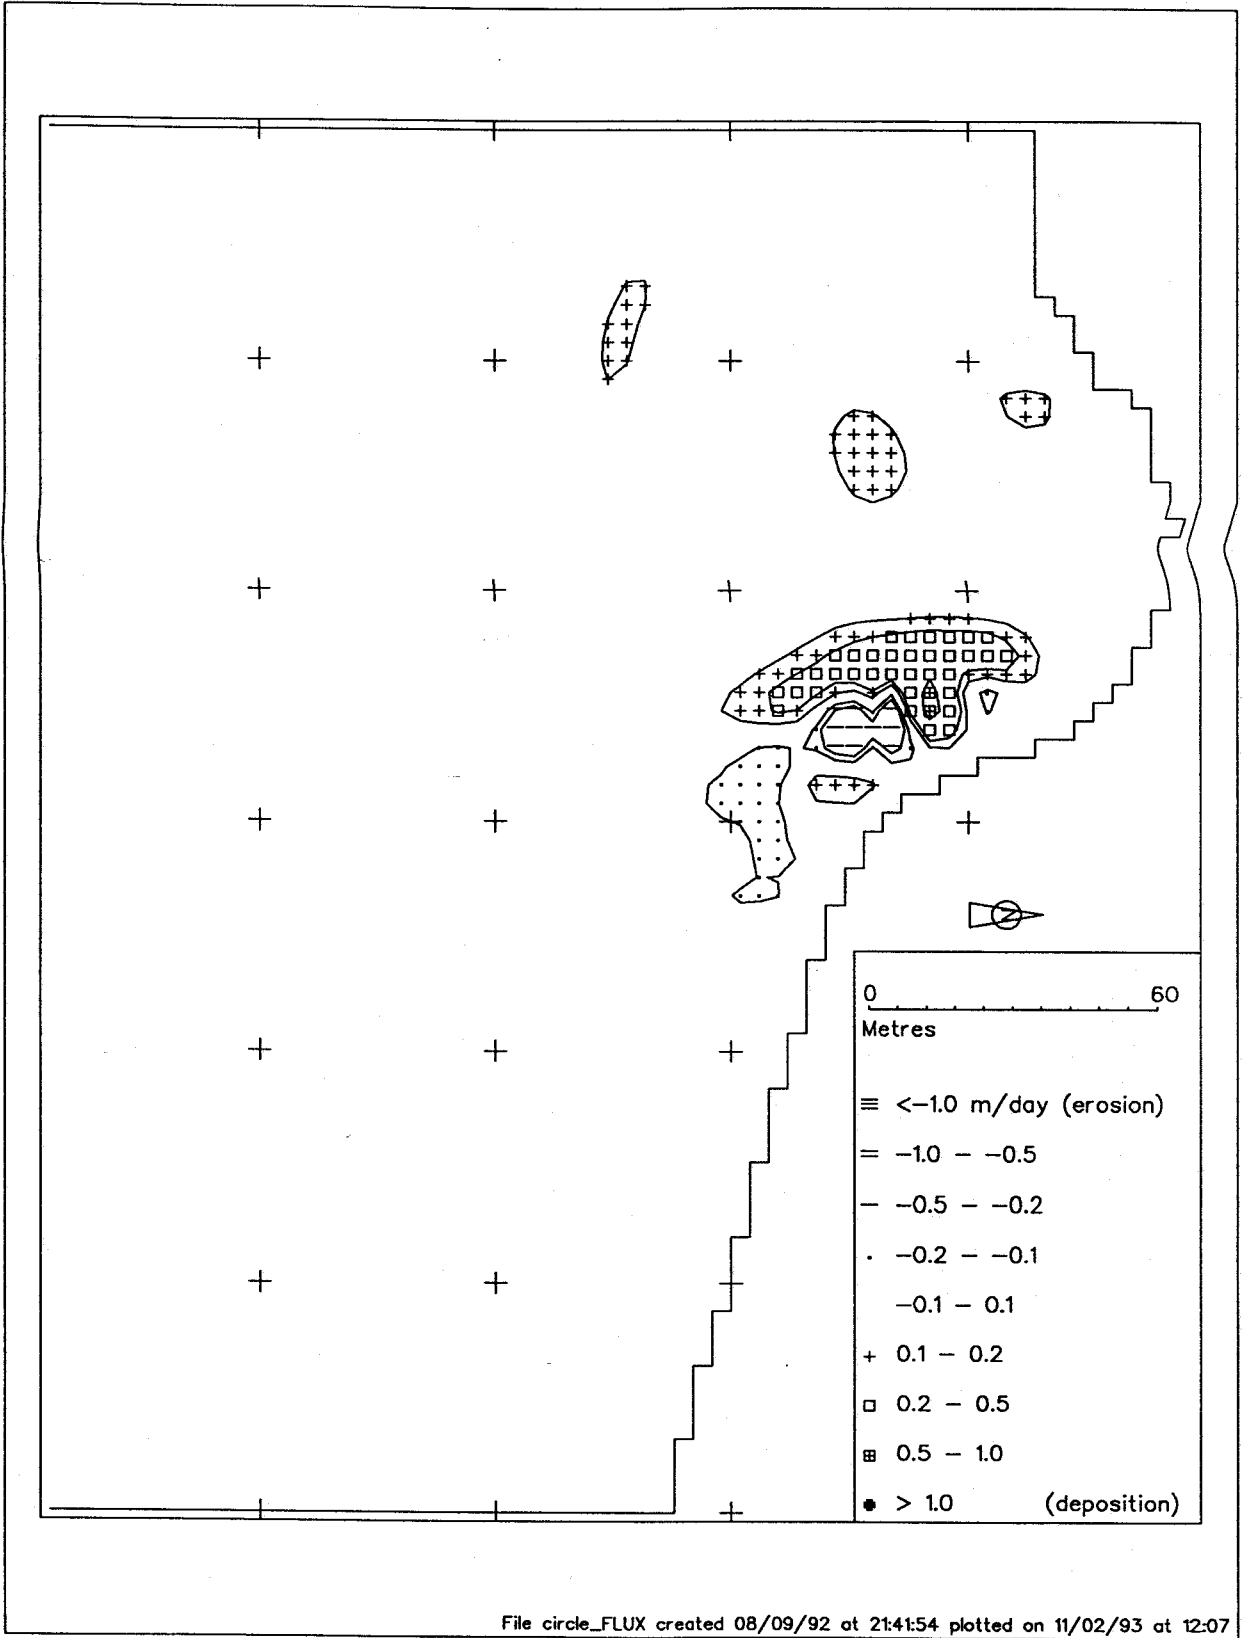 Z
0 60
Metres
<-1.0 m/day (erosion)
-1.0 - -0.5
-0.5 - -0.2
-0.2 - -0.1
-0.1 - 0.1
0.1 - 0.2
0.2 - 0.5
0.5 - 1.0
> 1.0 (deposition)
File circle_FLUX created 08/09/92 at 21:41:54 plotted on 11/02/93 at 12:07